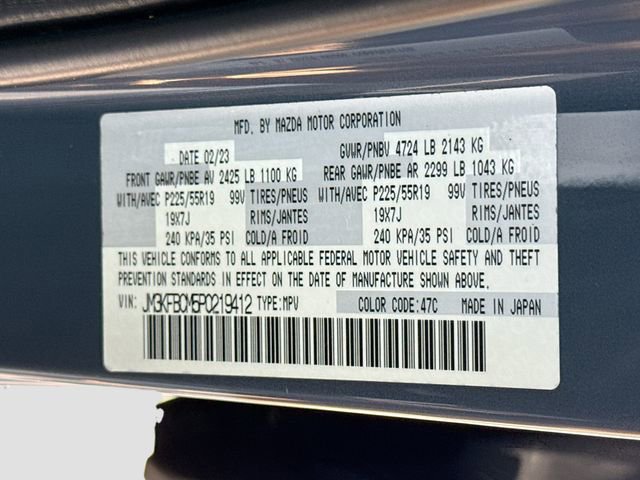 MFD. BY MAZDA MOTOR CORPORATION
DATE 02/23 GVWR/PNBV 4724 LB 2143 KG
FRONT GAWR/PNBE AV 2425 LB 1100 KG REAR GAWR/PNBE AR 2299 LB 1043 KG
WITH/AVEC P225/55R19 99V TIRES/PNEUS WITH/AVEC P225/55R19 99V TIRES/PNEUS
19X7J RIMS/JANTES 19X7J RIMS/JANTES
240 KPA/35 PSI COLD/A FROID 240 KPA/35 PSI COLD/A FROID
THIS VEHICLE CONFORMS TO ALL APPLICABLE FEDERAL MOTOR VEHICLE SAFETY AND THEFT
PREVENTION STANDARDS IN EFFECT ON THE DATE OF MANUFACTURE SHOWN ABOVE.
VIN: JM3KFBCM5P0219412 TYPE:MPV COLOR CODE:47C MADE IN JAPAN